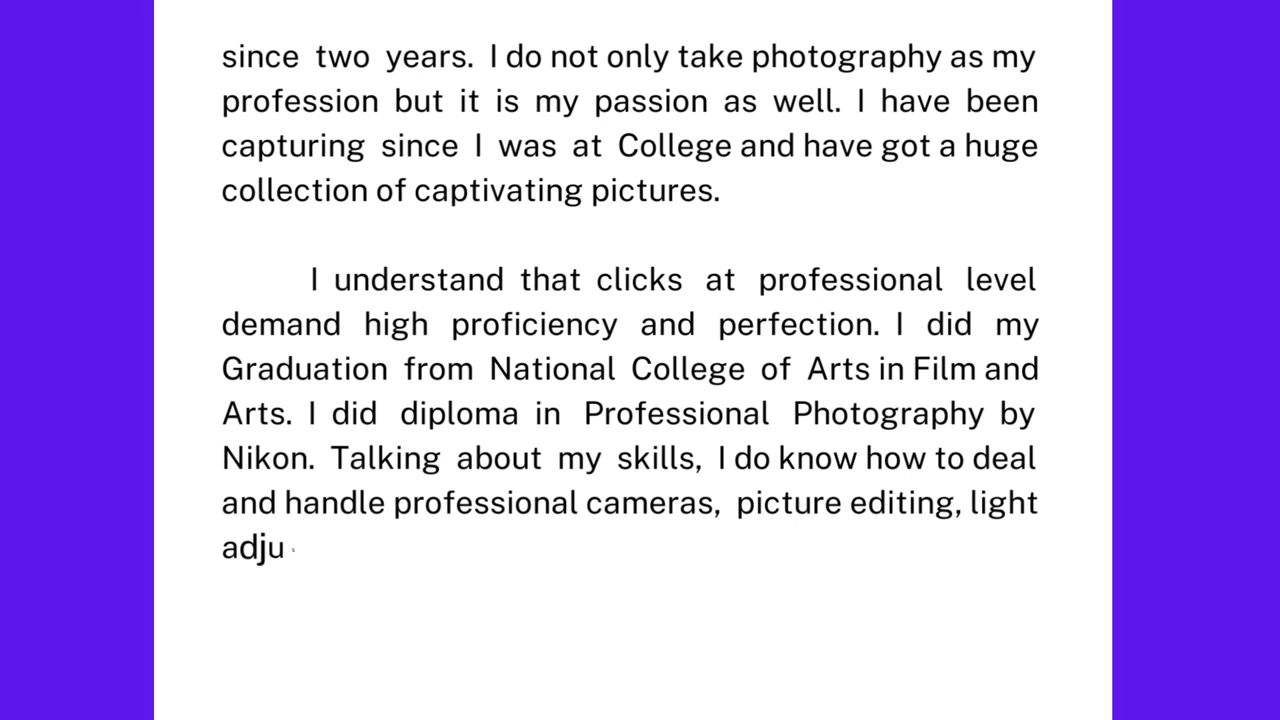 since two years. I do not only take photography as my
profession but it is my passion as well. I have been
capturing since I was at College and have got a huge
collection of captivating pictures.
I understand that clicks at professional level
demand high proficiency and perfection. I did my
Graduation from National College of Arts in Film and
Arts. I did diploma in Professional Photography by
Nikon. Talking about my skills, I do know how to deal
and handle professional cameras, picture editing, light
adju